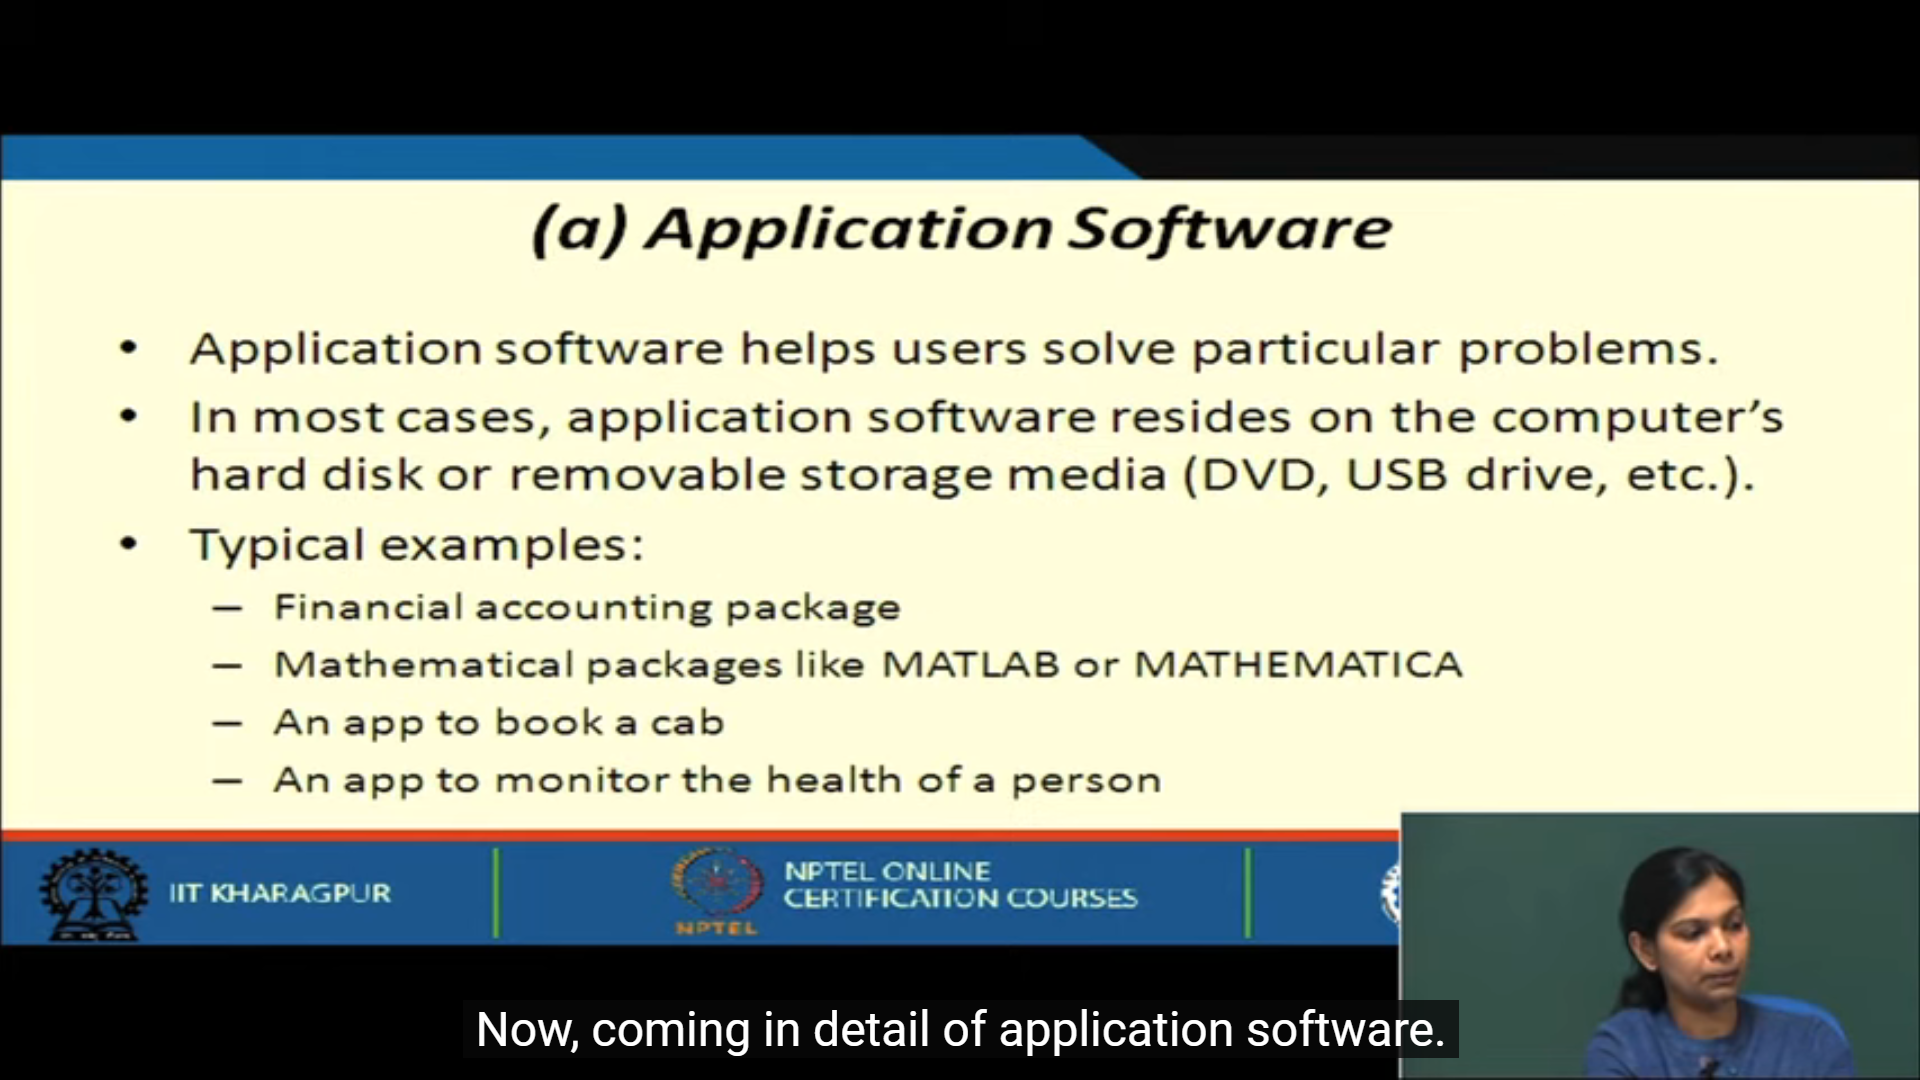 (a) Application Software
• Application software helps users solve particular problems.
• In most cases, application software resides on the computer’s
hard disk or removable storage media (DVD, USB drive, etc.).
• Typical examples:
– Financial accounting package
– Mathematical packages like MATLAB or MATHEMATICA
– An app to book a cab
– An app to monitor the health of a person
IIT KHARAGPUR
NPTEL ONLINE
CERTIFICATION COURSES
NPTEL
Now, coming in detail of application software.